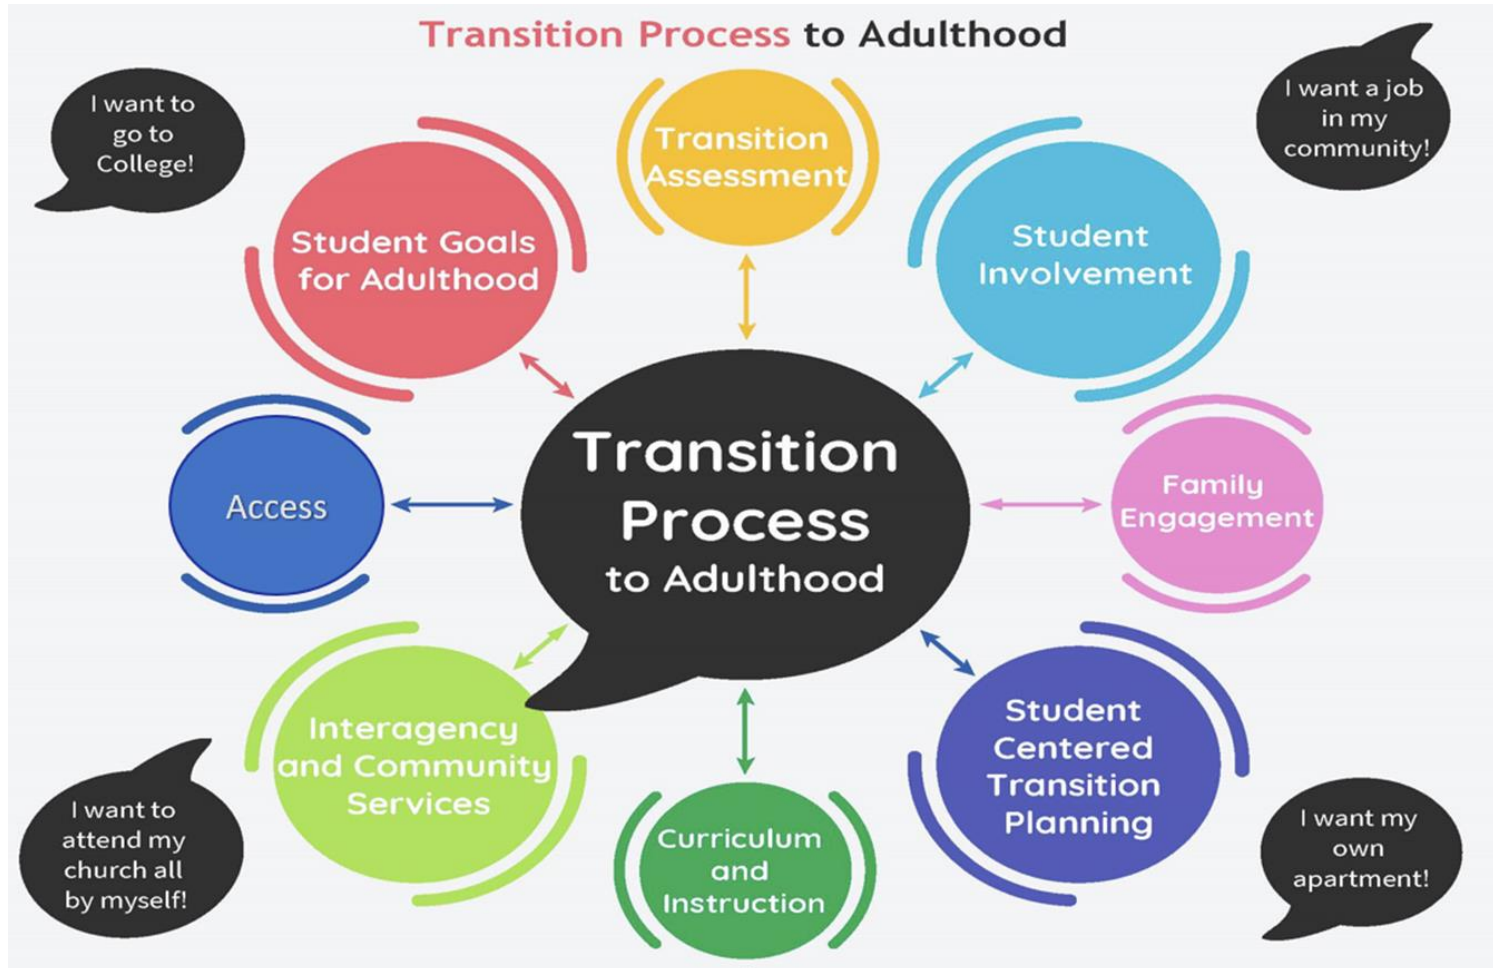 Transition Process to Adulthood
I want to
go to
College!
I want a job
in my
community!
Transition
Assessment
Student Goals
for Adulthood
Student
Involvement
Access
Transition
Process
to Adulthood
Family
Engagement
Interagency
and Community
Services
Student
Centered
Transition
Planning
Curriculum
and
Instruction
I want to
attend my
church all
by myself!
I want my
own
apartment!